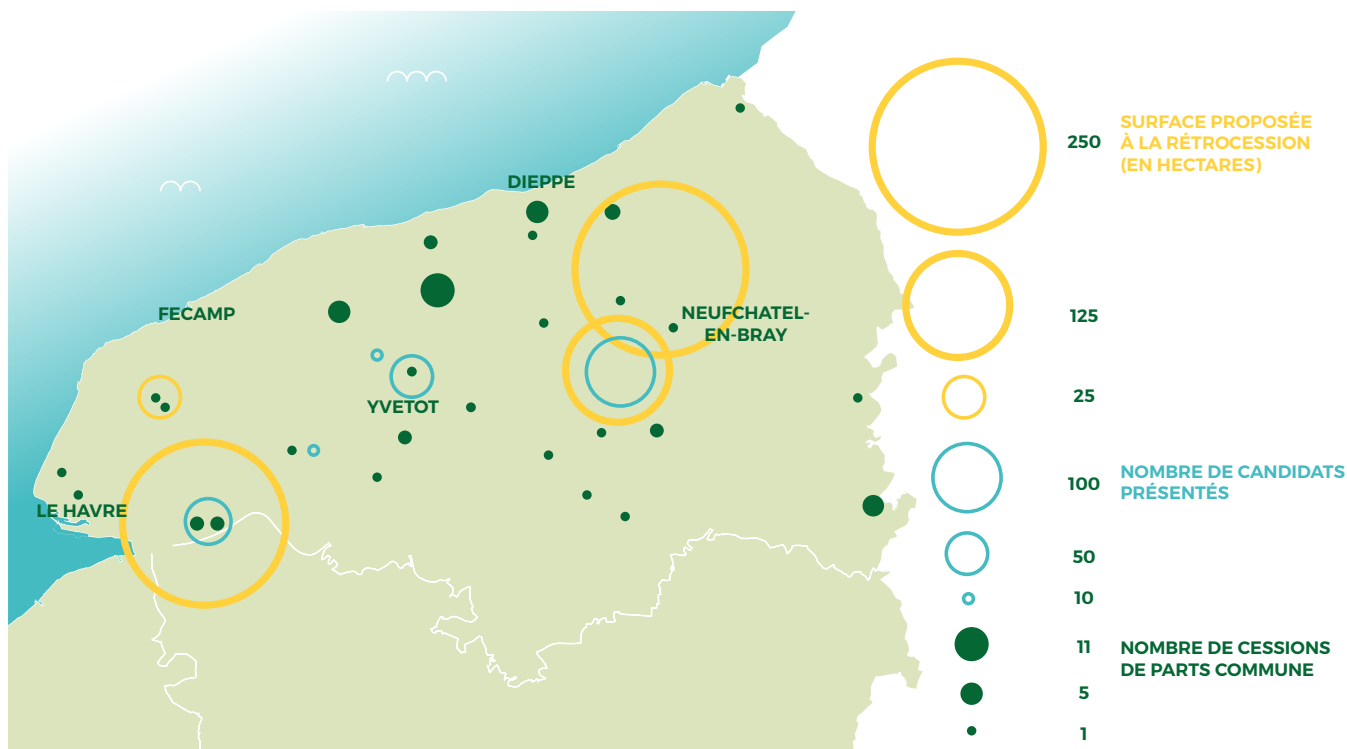 DIEPPE
FECAMP
NEUFCHATEL-
EN-BRAY
YVETOT
LE HAVRE
250
SURFACE PROPOSÉE
À LA RÉTROCESSION
(EN HECTARES)
125
25
100
NOMBRE DE CANDIDATS
PRÉSENTÉS
50
10
11
NOMBRE DE CESSIONS
DE PARTS COMMUNE
5
1